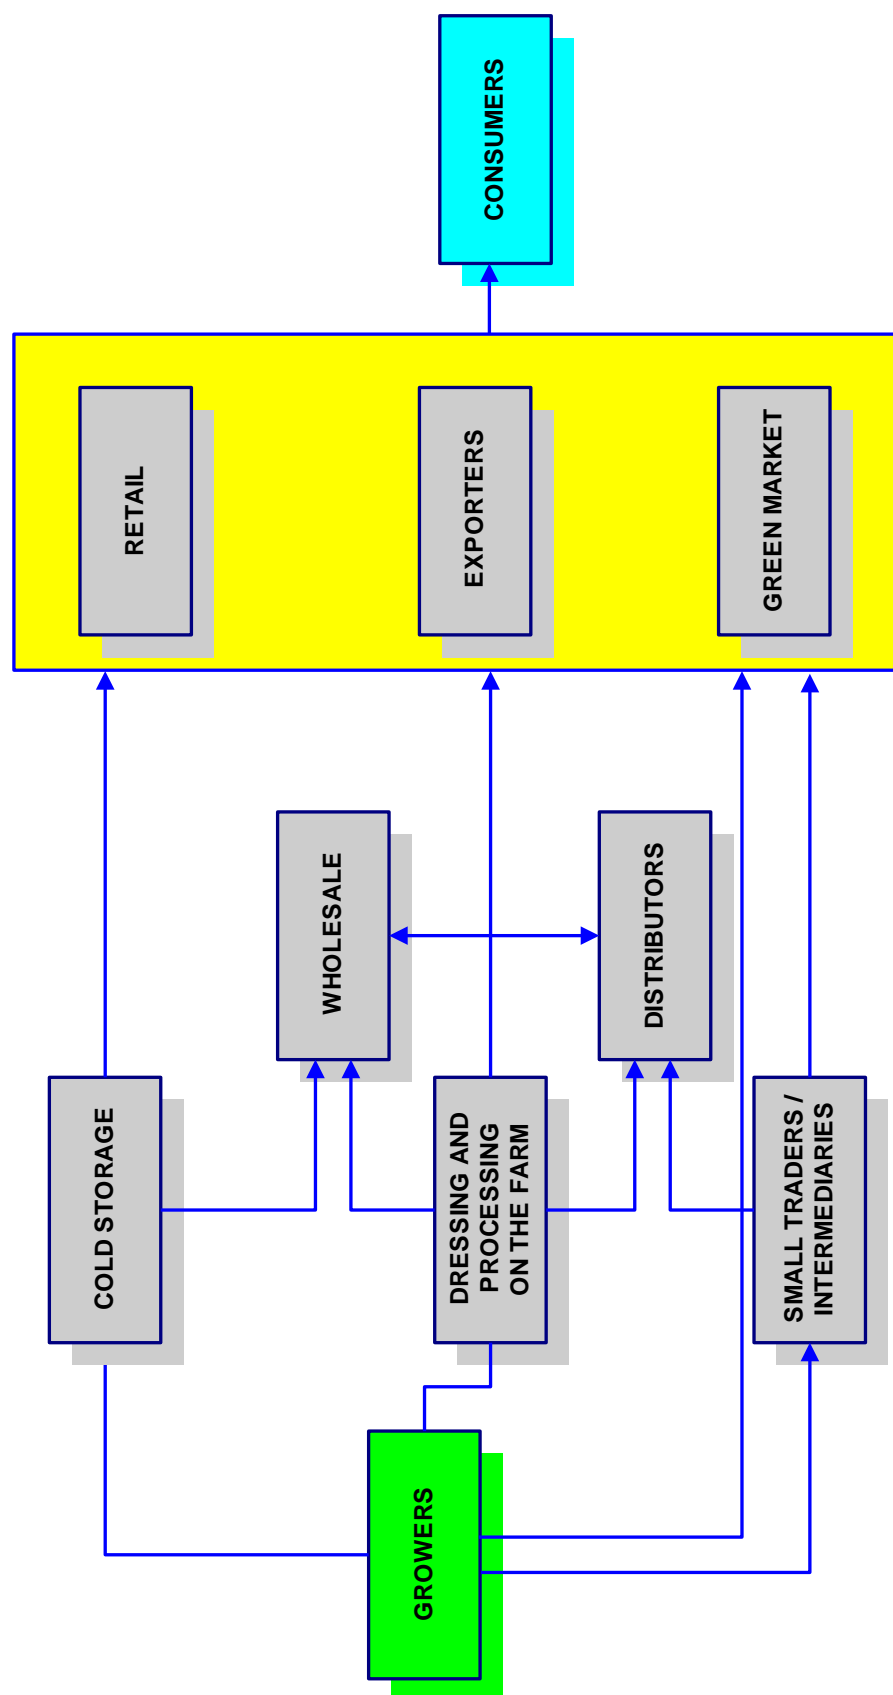 CONSUMERS
RETAIL
EXPORTERS
GREEN MARKET
WHOLESALE
DISTRIBUTORS
COLD STORAGE
DRESSING AND
PROCESSING
ON THE FARM
SMALL TRADERS /
INTERMEDIARIES
GROWERS